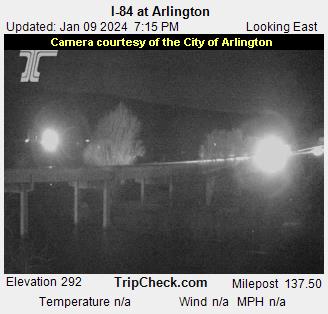 I-84 at Arlington
Updated: Jan 09 2024 7:15 PM Looking East
Camera courtesy of the City of Arlington
Elevation 292 TripCheck.com Milepost 137.50
Temperature n/a Wind n/a MPH n/a